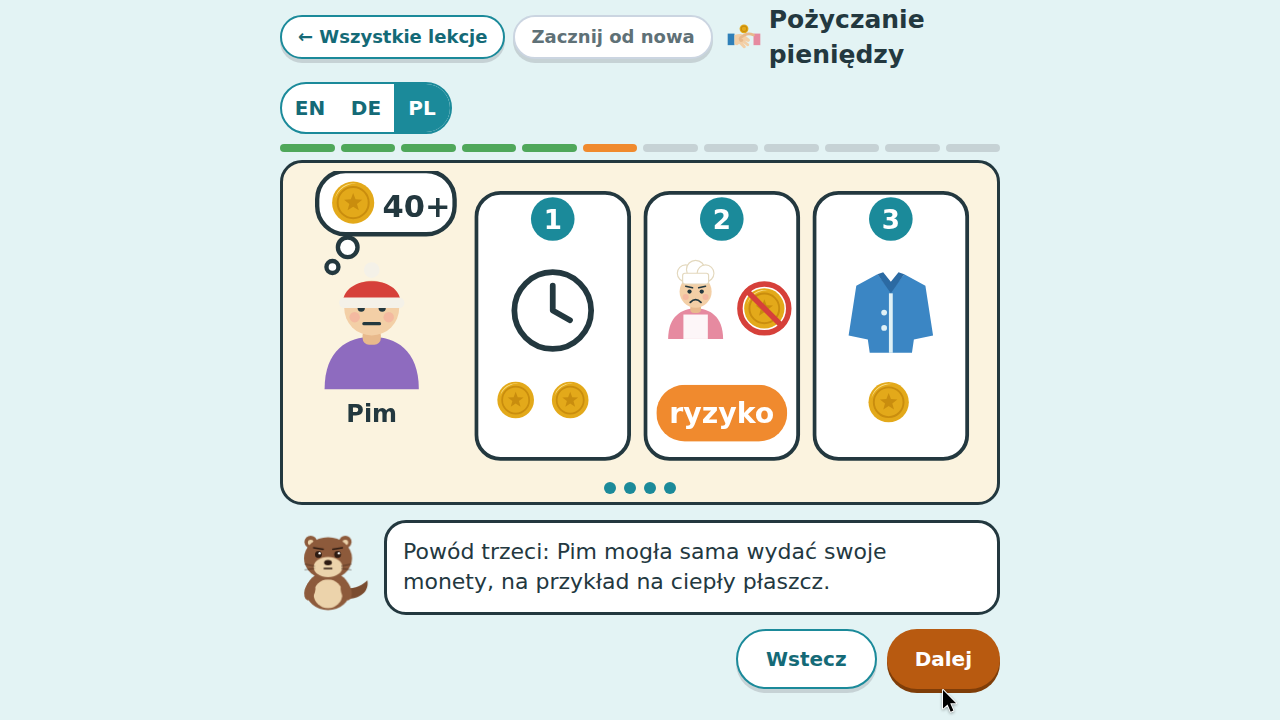 ← Wszystkie lekcje
Zacznij od nowa
Pożyczanie
pieniędzy
EN DE PL
40+
1 2 3
ryzyko
Pim
Powód trzeci: Pim mogła sama wydać swoje
monety, na przykład na ciepły płaszcz.
Wstecz
Dalej